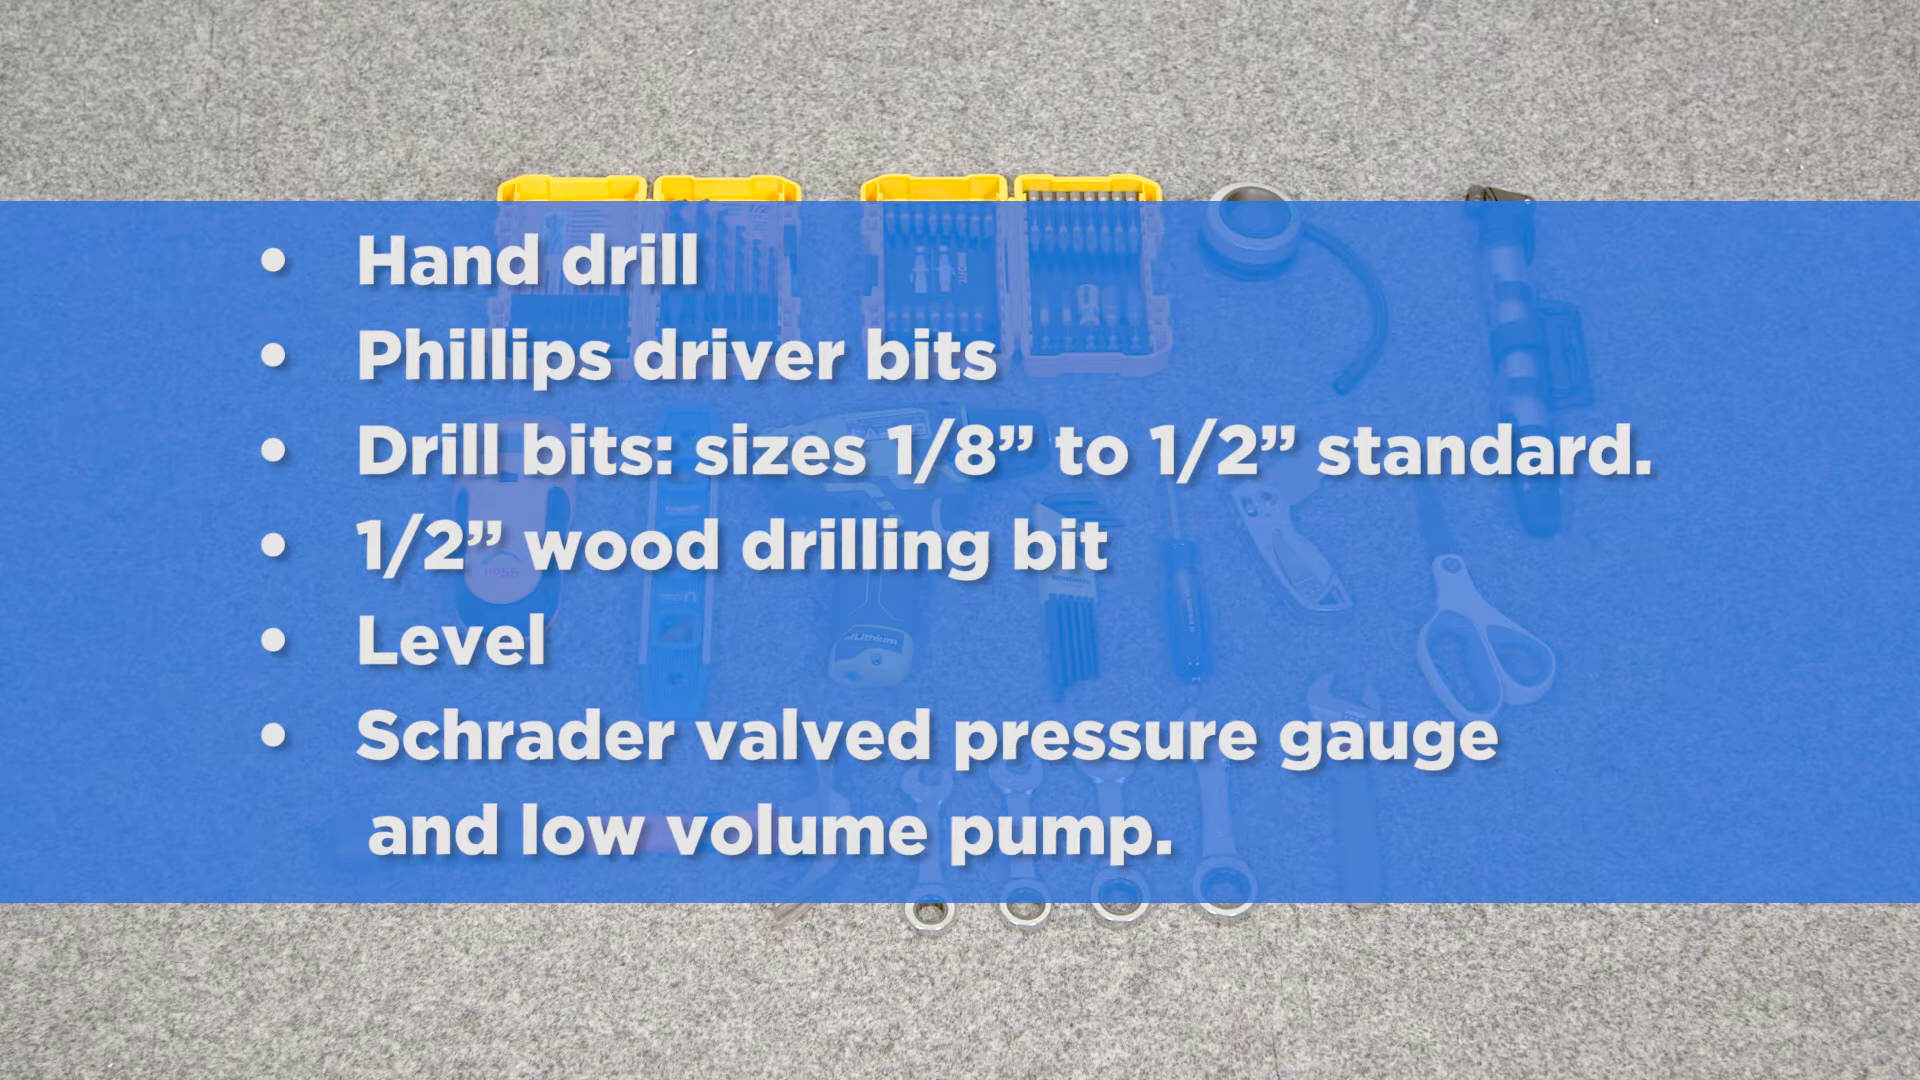 • Hand drill
• Phillips driver bits
• Drill bits: sizes 1/8” to 1/2” standard.
• 1/2” wood drilling bit
• Level
• Schrader valved pressure gauge
and low volume pump.
Lithium